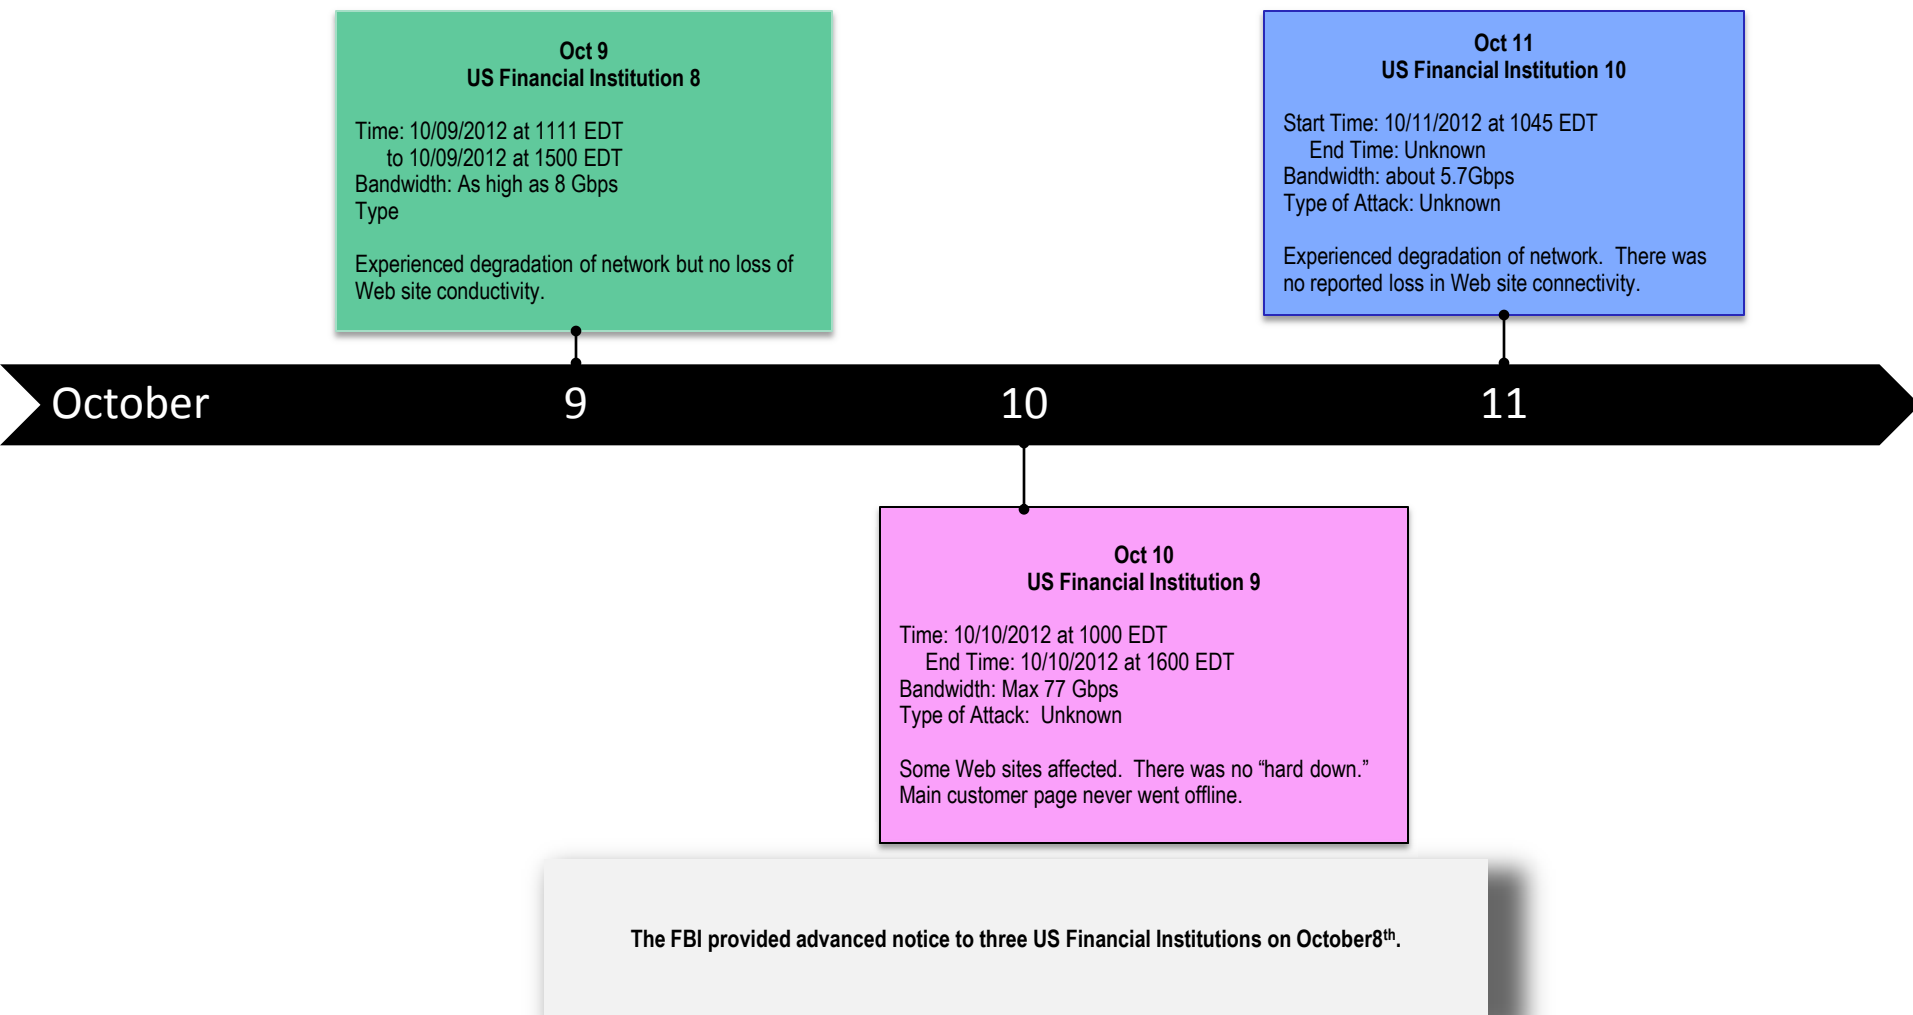 Oct 9
US Financial Institution 8
Time: 10/09/2012 at 1111 EDT
to 10/09/2012 at 1500 EDT
Bandwidth: As high as 8 Gbps
Type
Experienced degradation of network but no loss of
Web site conductivity.
Oct 11
US Financial Institution 10
Start Time: 10/11/2012 at 1045 EDT
End Time: Unknown
Bandwidth: about 5.7Gbps
Type of Attack: Unknown
Experienced degradation of network.  There was
no reported loss in Web site connectivity.
October 9 10 11
Oct 10
US Financial Institution 9
Time: 10/10/2012 at 1000 EDT
End Time: 10/10/2012 at 1600 EDT
Bandwidth: Max 77 Gbps
Type of Attack:  Unknown
Some Web sites affected.  There was no “hard down.”
Main customer page never went offline.
The FBI provided advanced notice to three US Financial Institutions on October8th.